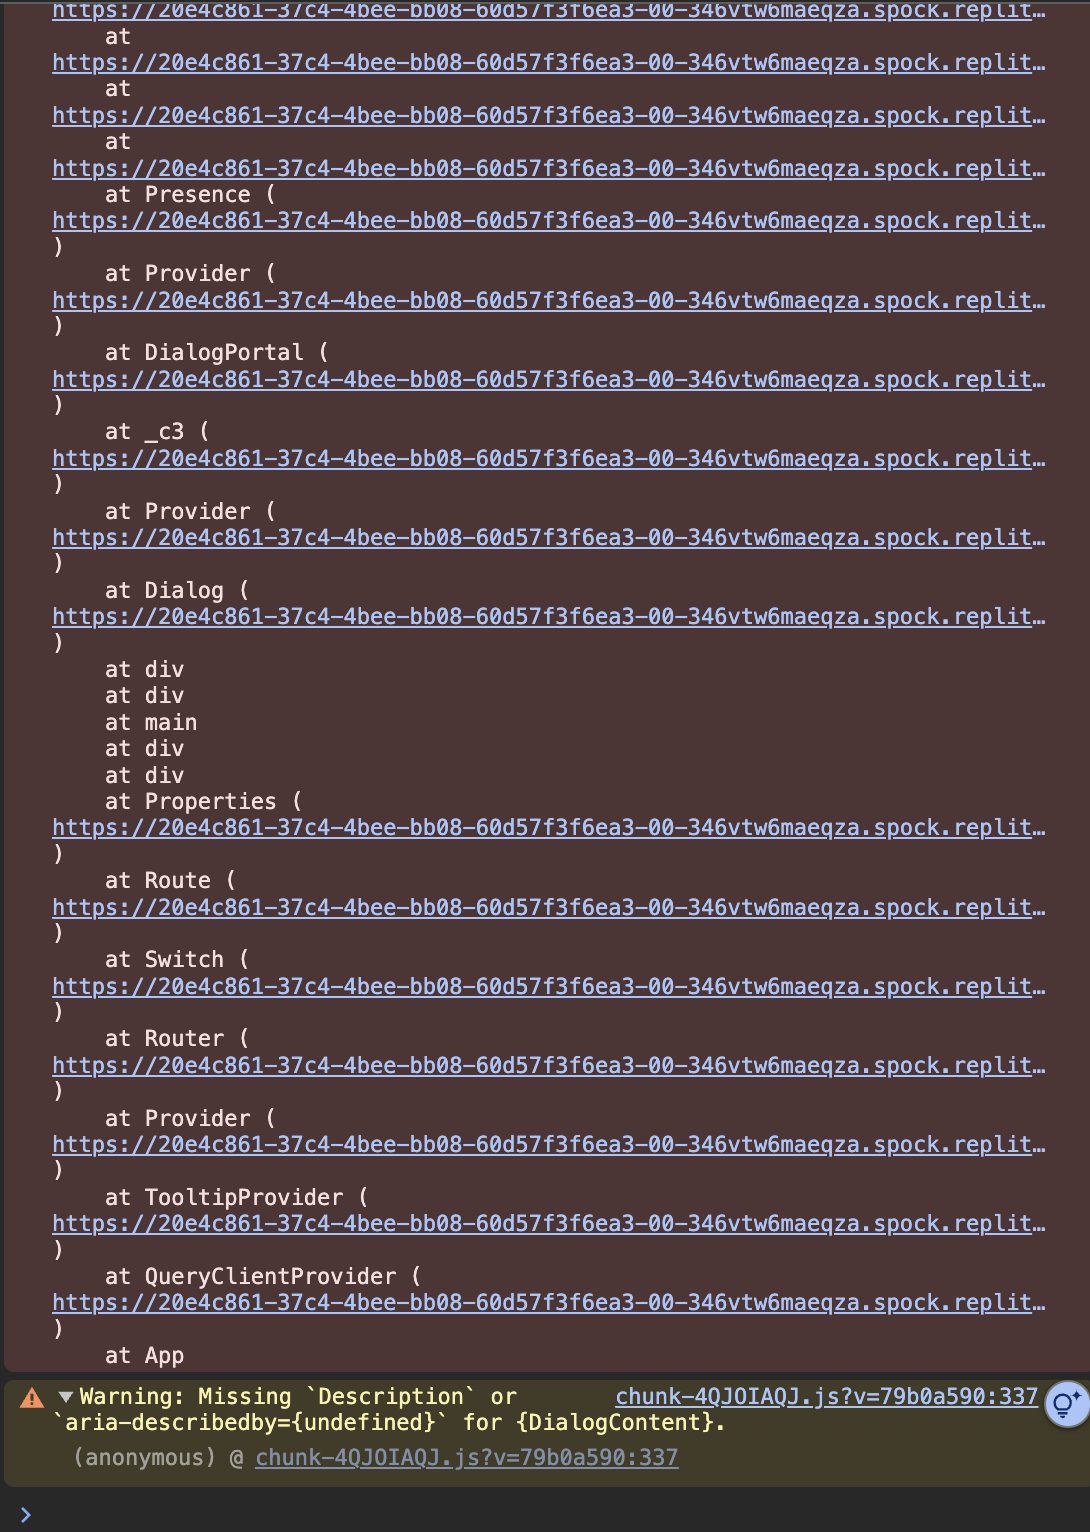 https://20e4c861-37c4-4bee-bb08-60d57f3f6ea3-00-346vtw6maeqza.spock.replit…
at
https://20e4c861-37c4-4bee-bb08-60d57f3f6ea3-00-346vtw6maeqza.spock.replit…
at
https://20e4c861-37c4-4bee-bb08-60d57f3f6ea3-00-346vtw6maeqza.spock.replit…
at
https://20e4c861-37c4-4bee-bb08-60d57f3f6ea3-00-346vtw6maeqza.spock.replit…
at Presence (
https://20e4c861-37c4-4bee-bb08-60d57f3f6ea3-00-346vtw6maeqza.spock.replit…
)
at Provider (
https://20e4c861-37c4-4bee-bb08-60d57f3f6ea3-00-346vtw6maeqza.spock.replit…
)
at DialogPortal (
https://20e4c861-37c4-4bee-bb08-60d57f3f6ea3-00-346vtw6maeqza.spock.replit…
)
at _c3 (
https://20e4c861-37c4-4bee-bb08-60d57f3f6ea3-00-346vtw6maeqza.spock.replit…
)
at Provider (
https://20e4c861-37c4-4bee-bb08-60d57f3f6ea3-00-346vtw6maeqza.spock.replit…
)
at Dialog (
https://20e4c861-37c4-4bee-bb08-60d57f3f6ea3-00-346vtw6maeqza.spock.replit…
)
at div
at div
at main
at div
at div
at Properties (
https://20e4c861-37c4-4bee-bb08-60d57f3f6ea3-00-346vtw6maeqza.spock.replit…
)
at Route (
https://20e4c861-37c4-4bee-bb08-60d57f3f6ea3-00-346vtw6maeqza.spock.replit…
)
at Switch (
https://20e4c861-37c4-4bee-bb08-60d57f3f6ea3-00-346vtw6maeqza.spock.replit…
)
at Router (
https://20e4c861-37c4-4bee-bb08-60d57f3f6ea3-00-346vtw6maeqza.spock.replit…
)
at Provider (
https://20e4c861-37c4-4bee-bb08-60d57f3f6ea3-00-346vtw6maeqza.spock.replit…
)
at TooltipProvider (
https://20e4c861-37c4-4bee-bb08-60d57f3f6ea3-00-346vtw6maeqza.spock.replit…
)
at QueryClientProvider (
https://20e4c861-37c4-4bee-bb08-60d57f3f6ea3-00-346vtw6maeqza.spock.replit…
)
at App
Warning: Missing `Description` or chunk-4QJOIAQJ.js?v=79b0a590:337
`aria-describedby={undefined}` for {DialogContent}.
(anonymous) @ chunk-4QJOIAQJ.js?v=79b0a590:337